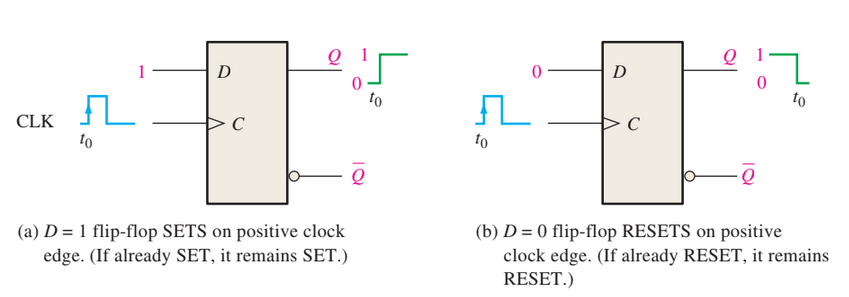 1
D
Q
1
0
t0
CLK
t0
C
Q̅
(a) D = 1 flip-flop SETS on positive clock
edge. (If already SET, it remains SET.)
0
D
Q
1
0
t0
t0
C
Q̅
(b) D = 0 flip-flop RESETS on positive
clock edge. (If already RESET, it remains
RESET.)